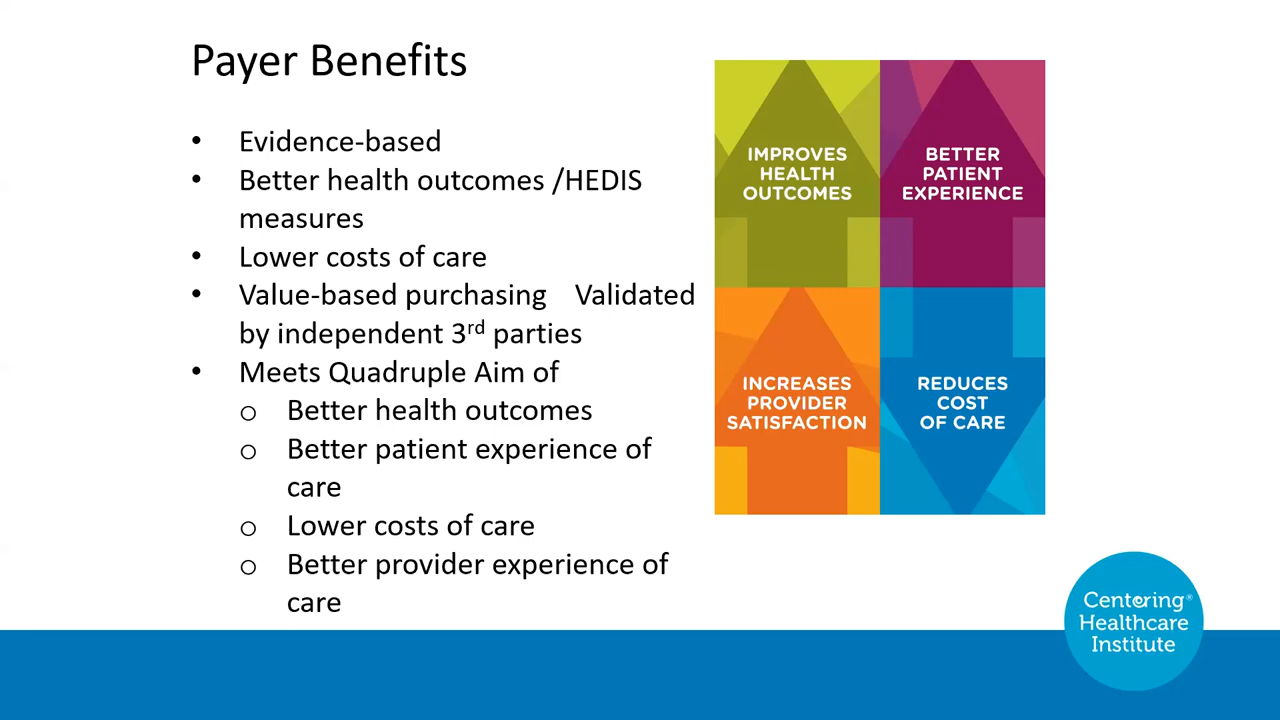 Payer Benefits
• Evidence-based
• Better health outcomes /HEDIS
measures
• Lower costs of care
• Value-based purchasing Validated
by independent 3rd parties
• Meets Quadruple Aim of
o Better health outcomes
o Better patient experience of
care
o Lower costs of care
o Better provider experience of
care
IMPROVES
HEALTH
OUTCOMES
BETTER
PATIENT
EXPERIENCE
INCREASES
PROVIDER
SATISFACTION
REDUCES
COST
OF CARE
Centering®
Healthcare
Institute